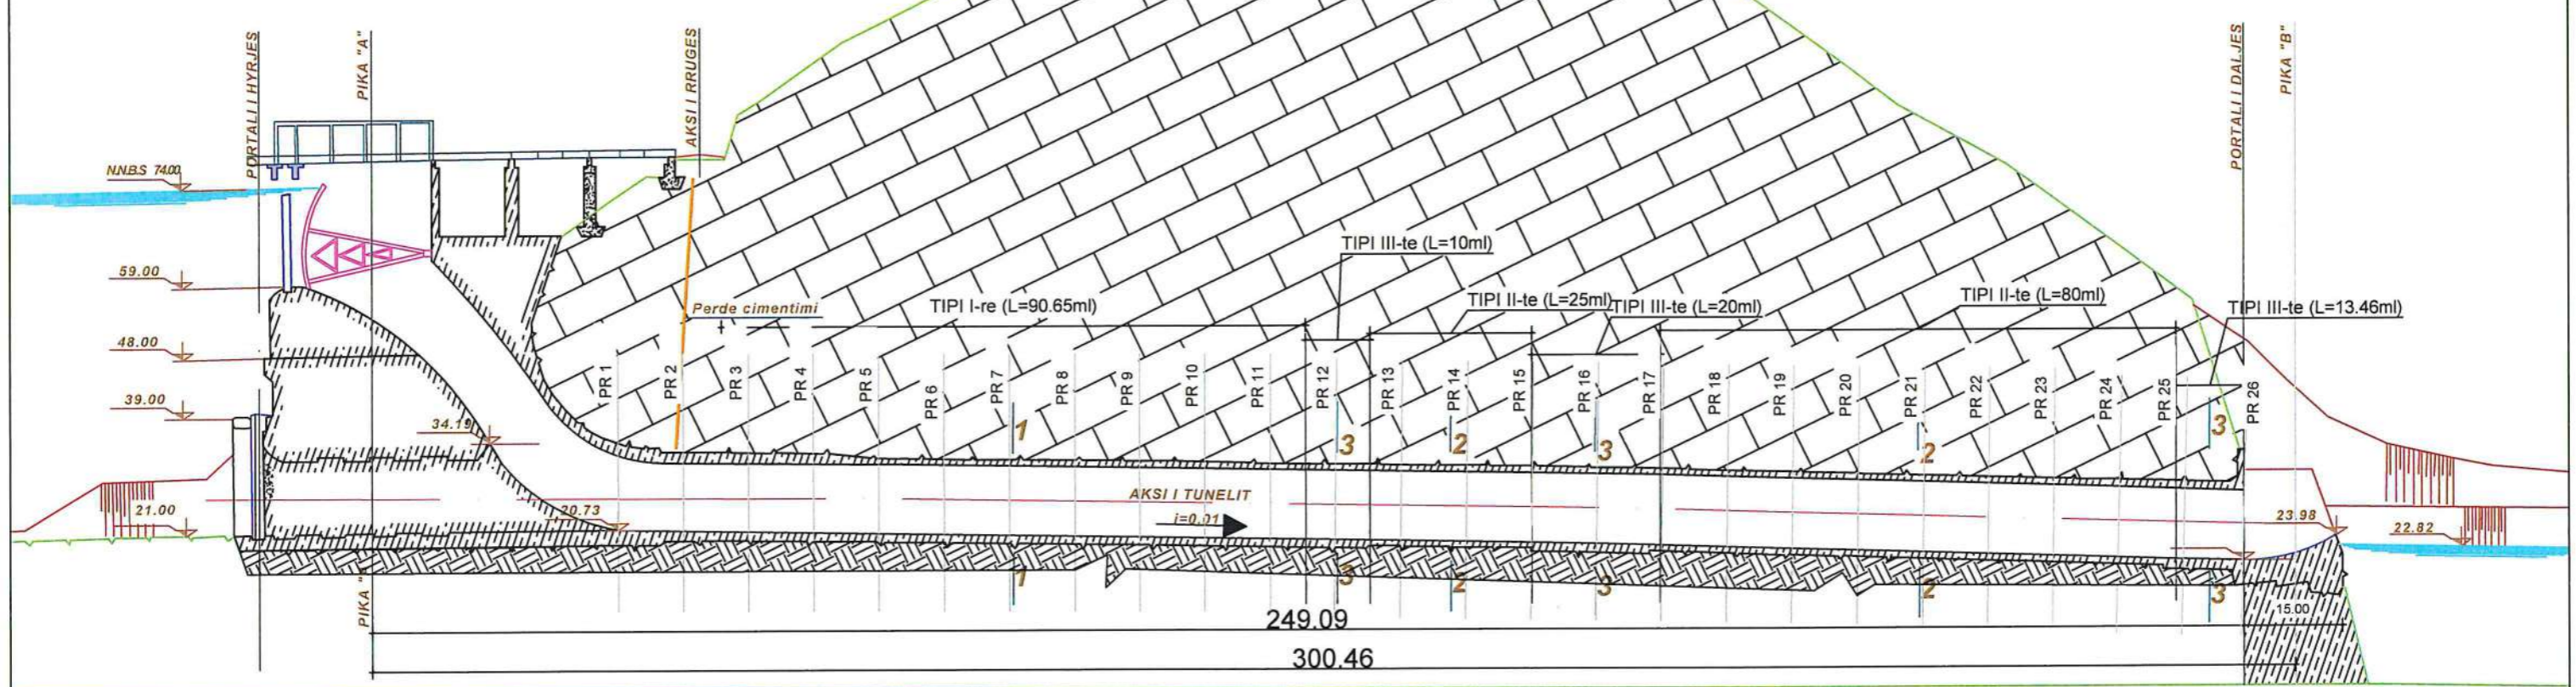 PORTALI I HYRJES
PIKA "A"
AKSI I RRUGES
PORTALI I DALJES
PIKA "B"
N.N.B.S 74.00
59.00
48.00
39.00
34.19
21.00
20.73
Perde cimentimi
TIPI I-re (L=90.65ml)
TIPI III-te (L=10ml)
TIPI II-te (L=25ml)
TIPI III-te (L=20ml)
TIPI II-te (L=80ml)
TIPI III-te (L=13.46ml)
PR 1
PR 2
PR 3
PR 4
PR 5
PR 6
PR 7
PR 8
PR 9
PR 10
PR 11
PR 12
PR 13
PR 14
PR 15
PR 16
PR 17
PR 18
PR 19
PR 20
PR 21
PR 22
PR 23
PR 24
PR 25
PR 26
1
3
2
3
2
3
AKSI I TUNELIT
i=0.01
23.98
22.82
1
3
2
3
2
3
PIKA
15.00
249.09
300.46